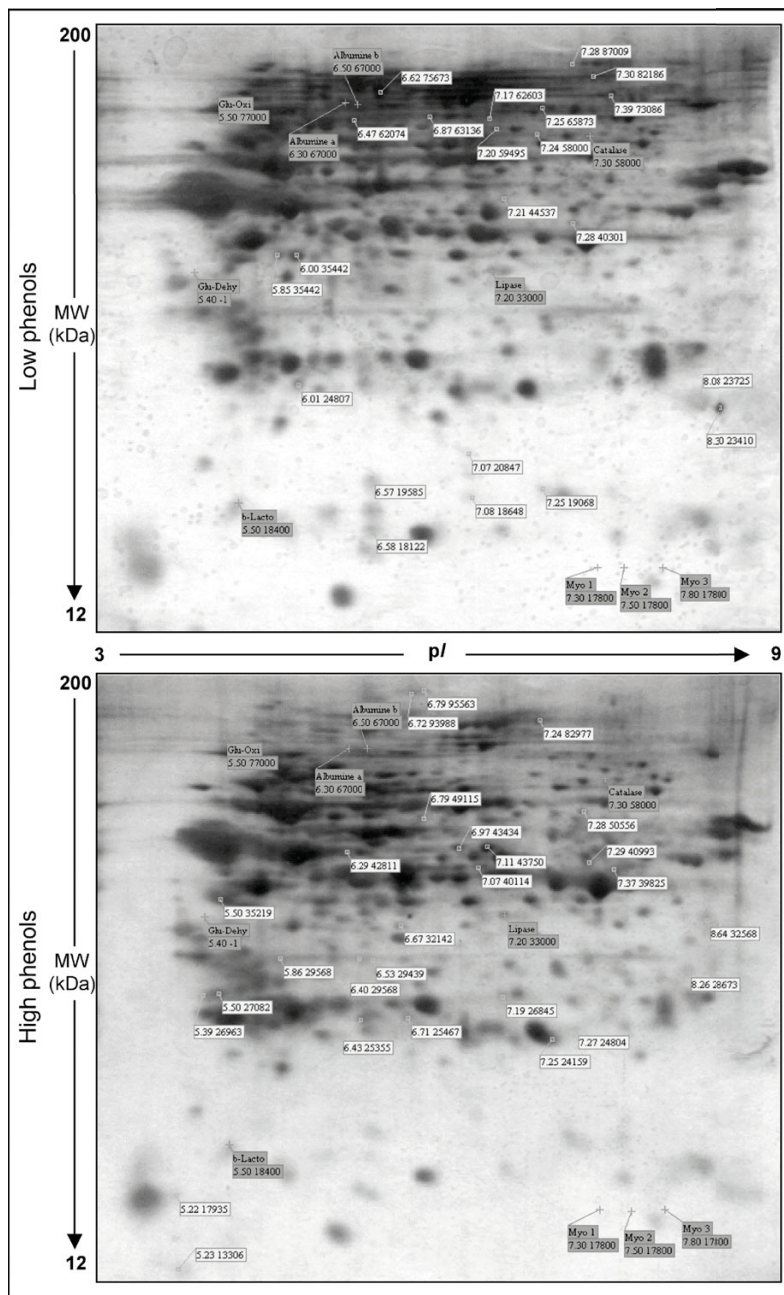 200
Low phenols
MW
(kDa)
12
Albumine b
6.50 67000
6.62 75673
7.28 87009
7.30 82186
7.17 62603
7.39 73086
Glu-Oxi
5.50 77000
6.47 62074
6.87 63136
7.25 65873
Albumine a
6.30 67000
7.20 59495
7.24 58000
Catalase
7.30 58000
7.21 44537
7.28 40301
6.00 35442
Glu-Dehy
5.40 -1
5.85 35442
Lipase
7.20 33000
8.08 23725
6.01 24807
8.30 23410
7.07 20847
6.57 19585
7.25 19068
7.08 18648
b-Lacto
5.50 18400
6.58 18122
Myo 1
7.30 17800
Myo 2
7.50 17800
Myo 3
7.80 17800
3
pI
9
200
High phenols
MW
(kDa)
12
Albumine b
6.50 67000
6.79 95563
6.72 93988
7.24 82977
Glu-Oxi
5.50 77000
Albumine a
6.30 67000
Catalase
7.30 58000
6.79 49115
7.28 50556
6.97 43434
6.29 42811
7.11 43750
7.29 40993
7.07 40114
7.37 39825
5.50 35219
Glu-Dehy
5.40 -1
6.67 32142
Lipase
7.20 33000
8.64 32568
5.86 29568
6.53 29439
6.40 29568
8.26 28673
5.50 27082
7.19 26845
5.39 26963
6.71 25467
6.43 25355
7.27 24804
7.25 24159
b-Lacto
5.50 18400
5.22 17935
5.23 13306
Myo 1
7.30 17800
Myo 2
7.50 17800
Myo 3
7.80 17800